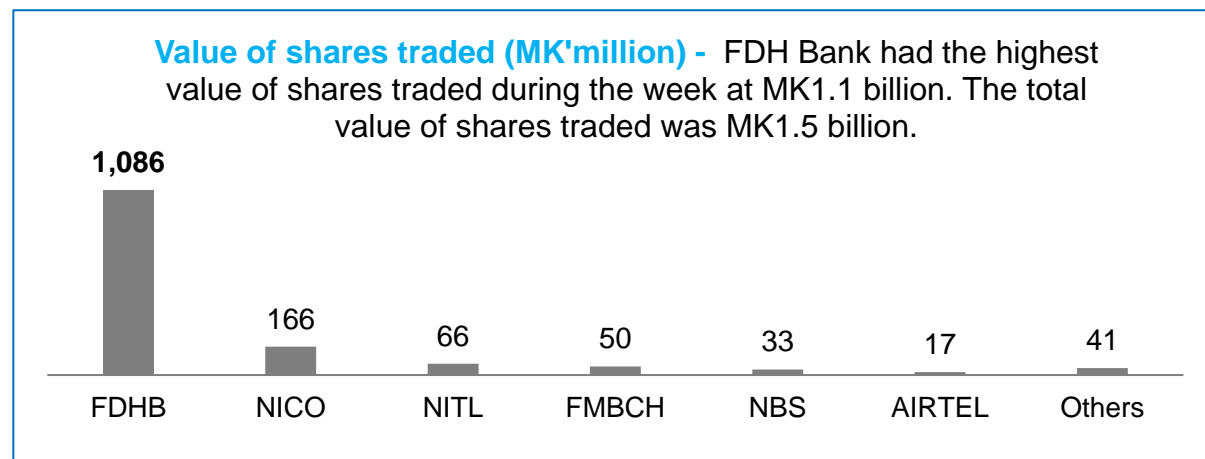 Value of shares traded (MK'million) - FDH Bank had the highest
value of shares traded during the week at MK1.1 billion. The total
value of shares traded was MK1.5 billion.
1,086
166
66
50
33
17
41
FDHB
NICO
NITL
FMBCH
NBS
AIRTEL
Others